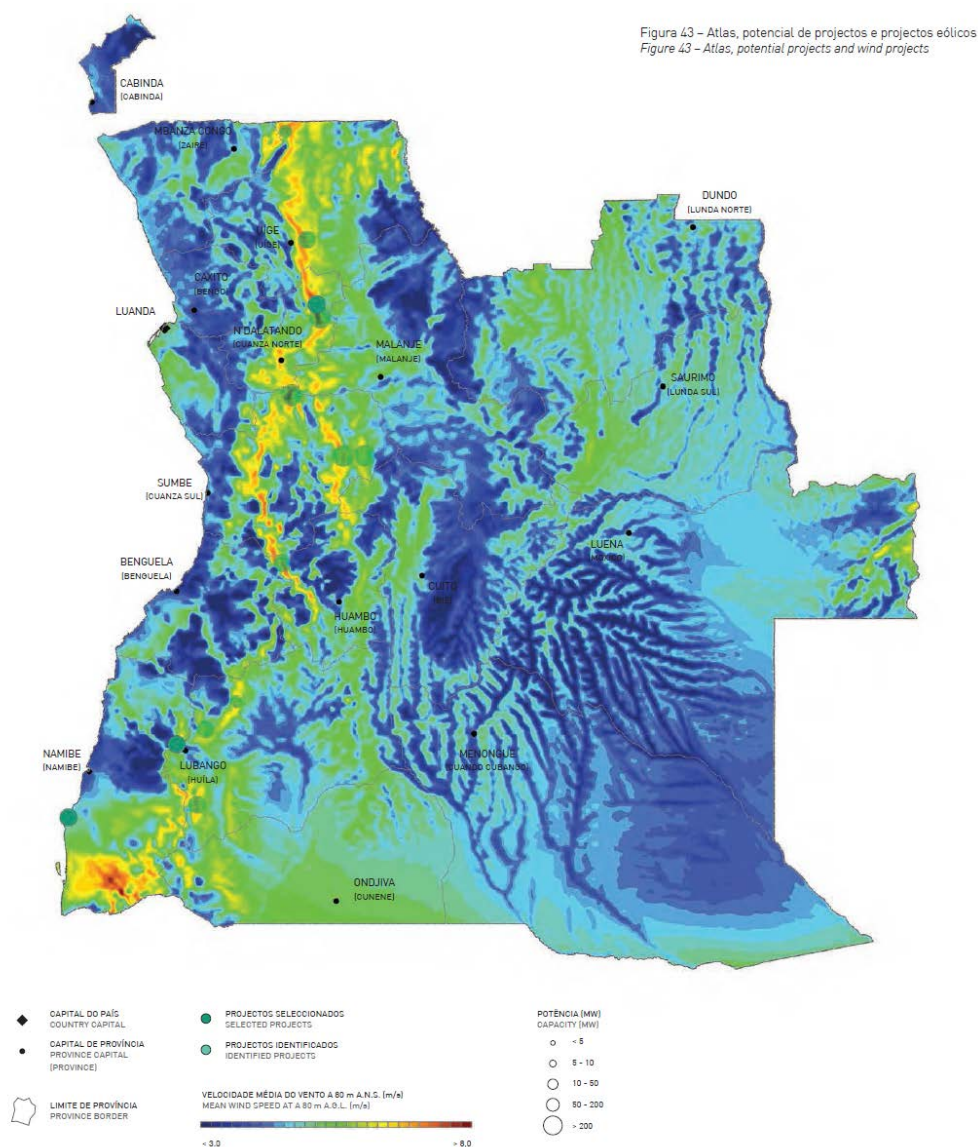 Figura 43 – Atlas, potencial de projectos e projectos eólicos
Figure 43 – Atlas, potential projects and wind projects
CABINDA
(CABINDA)
MBANZA CONGO
(ZAIRE)
DUNDO
(LUNDA NORTE)
UIGE
(UÍGE)
CAXITO
(BENGO)
LUANDA
N'DALATANDO
(CUANZA NORTE)
MALANJE
(MALANJE)
SAURIMO
(LUNDA SUL)
SUMBE
(CUANZA SUL)
LUENA
(MOXICO)
BENGUELA
(BENGUELA)
CUITO
HUAMBO
(HUAMBO)
NAMIBE
(NAMIBE)
LUBANGO
(HUÍLA)
MENONGUE
(CUANDO CUBANGO)
ONDJIVA
(CUNENE)
CAPITAL DO PAÍS
COUNTRY CAPITAL
CAPITAL DE PROVÍNCIA
PROVINCE CAPITAL
(PROVINCE)
LIMITE DE PROVÍNCIA
PROVINCE BORDER
PROJECTOS SELECCIONADOS
SELECTED PROJECTS
PROJECTOS IDENTIFICADOS
IDENTIFIED PROJECTS
VELOCIDADE MÉDIA DO VENTO A 80 m A.N.S. (m/s)
MEAN WIND SPEED AT A 80 m A.G.L. (m/s)
< 3.0
> 8.0
POTÊNCIA (MW)
CAPACITY (MW)
< 5
5 - 10
10 - 50
50 - 200
> 200